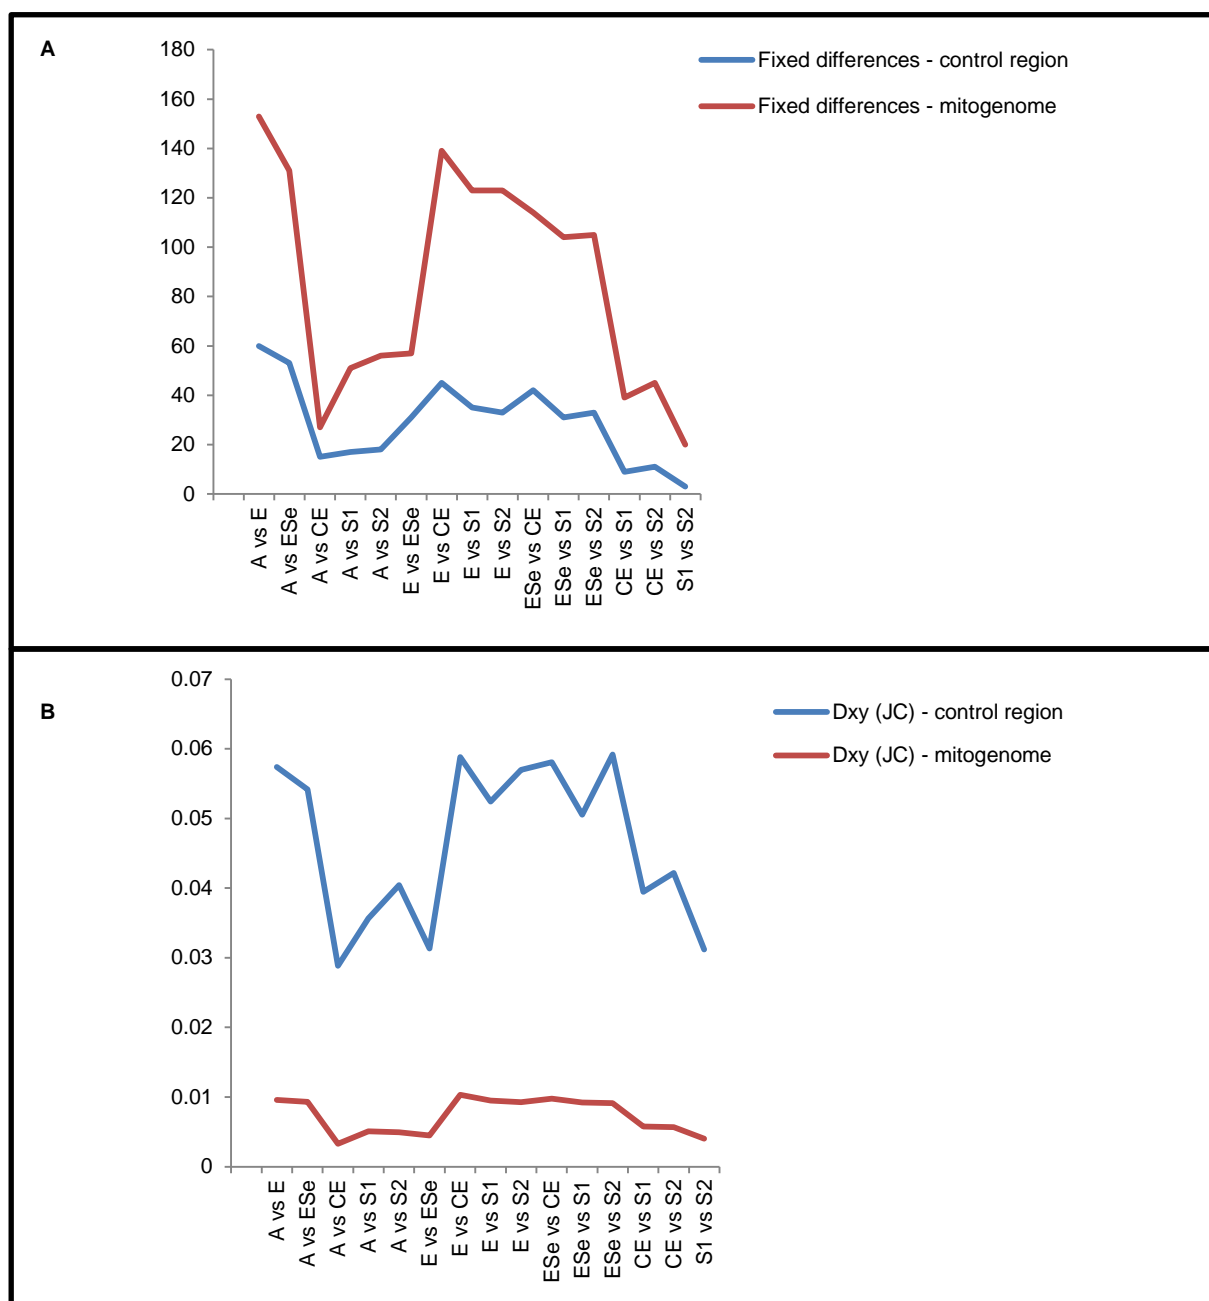 A
180
160
140
120
100
80
60
40
20
0
Fixed differences - control region
Fixed differences - mitogenome
A vs E
A vs ESe
A vs CE
A vs S1
A vs S2
E vs ESe
E vs CE
E vs S1
E vs S2
ESe vs CE
ESe vs S1
ESe vs S2
CE vs S1
CE vs S2
S1 vs S2
B
0.07
0.06
0.05
0.04
0.03
0.02
0.01
0
Dxy (JC) - control region
Dxy (JC) - mitogenome
A vs E
A vs ESe
A vs CE
A vs S1
A vs S2
E vs ESe
E vs CE
E vs S1
E vs S2
ESe vs CE
ESe vs S1
ESe vs S2
CE vs S1
CE vs S2
S1 vs S2